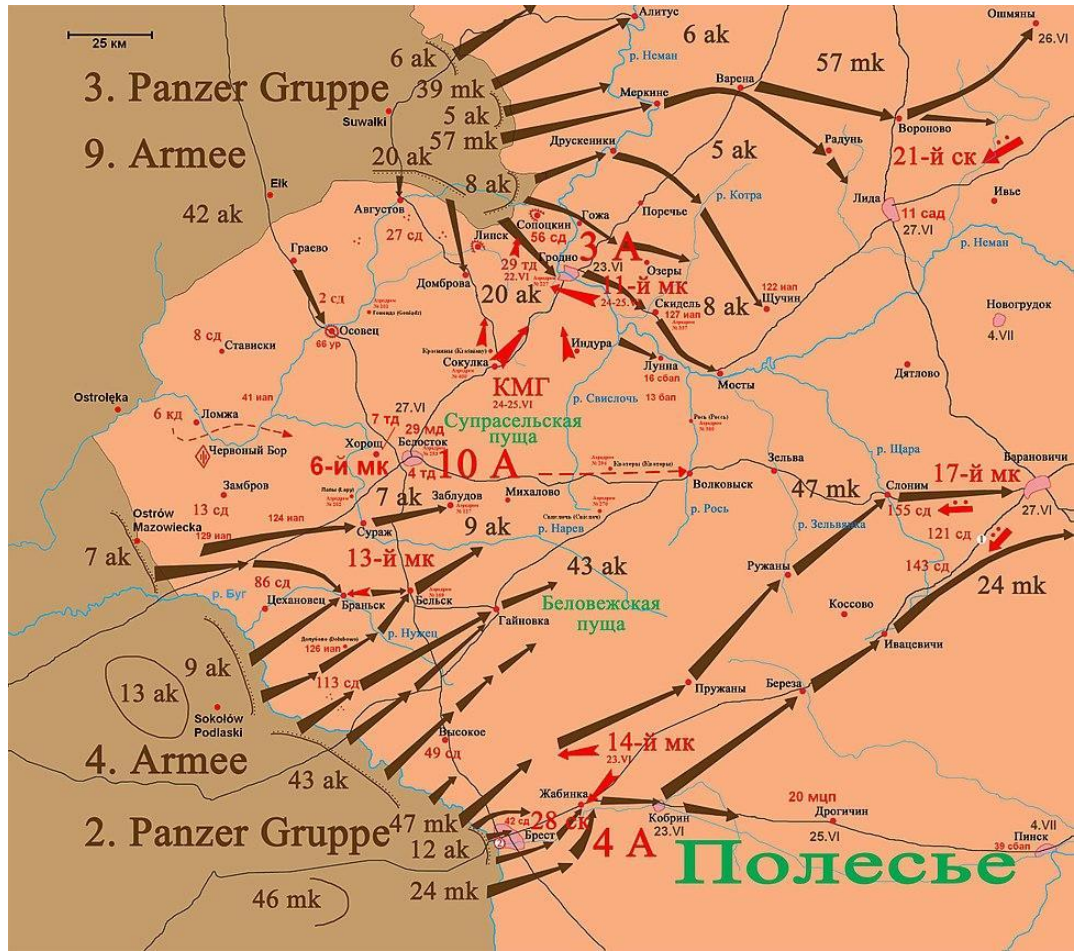 25 км
Алитус
Ошмяны
26.VI
6 ak
6 ak
р. Неман
57 mk
3. Panzer Gruppe
39 mk
Варена
Меркине
Suwałki
5 ak
57 mk
Вороново
9. Armee
Друскеники
5 ak
Радунь
21-й ск
20 ak
8 ak
Ełk
р. Котра
Лида
Ивье
42 ak
Августов
Сопоцкин
Гожа
Поречье
11 сад
27.VI
27 сд
56 сд
Липск
3 А
р. Неман
Граево
29 тд
22.VI
Гродно
23.VI
Озеры
Домброва
11-й мк
24-25.VI
122 иап
Щучин
2 сд
20 ak
Скидель
127 иап
8 ak
Новогрудок
4.VII
Осовец
66 ур
8 сд
Стависки
Индура
Сокулка
Лунна
16 сбап
Мосты
Дятлово
Ostrołęka
КМГ
24-25.VI
13 бап
41 иап
р. Свислочь
6 кд
Ломжа
27.VI
Супрасельская
пуща
7 тд
29 мд
Хорощ
Белосток
Червоный Бор
6-й мк
4 тд
10 А
р. Щара
Зельва
Барановичи
17-й мк
Волковыск
Замбров
13 сд
7 ak
Заблудов
Михалово
47 mk
Слоним
155 сд
27.VI
Ostrów
Mazowiecka
124 иап
129 иап
Сураж
9 ak
р. Нарев
р. Рось
р. Зельвянка
121 сд
7 ak
13-й мк
43 ak
143 сд
24 mk
86 сд
Ружаны
р. Буг
Цехановец
Браньск
Бельск
Беловежская
пуща
Коссово
Гайновка
р. Нужец
Ивацевичи
9 ak
126 иап
13 ak
113 сд
Пружаны
Береза
Sokołów
Podlaski
Высокое
49 сд
14-й мк
23.VI
4. Armee
43 ak
Жабинка
20 мцп
Дрогичин
47 mk
42 сд
28 ск
Кобрин
23.VI
25.VI
4.VII
Пинск
39 сбап
2. Panzer Gruppe
12 ak
Брест
4 А
Полесье
24 mk
46 mk